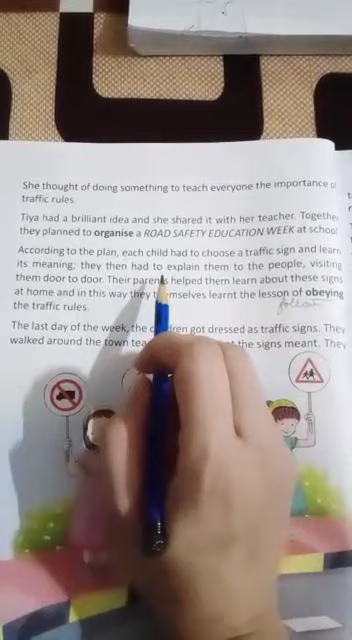 She thought of doing something to teach everyone the importance of
traffic rules.
Tiya had a brilliant idea and she shared it with her teacher. Together
they planned to organise a ROAD SAFETY EDUCATION WEEK at school
According to the plan, each child had to choose a traffic sign and learn
its meaning; they then had to explain them to the people, visiting
them door to door. Their parents helped them learn about these signs
at home and in this way they themselves learnt the lesson of obeying
follow
the traffic rules.
The last day of the week, the children got dressed as traffic signs. They
walked around the town the signs meant. They